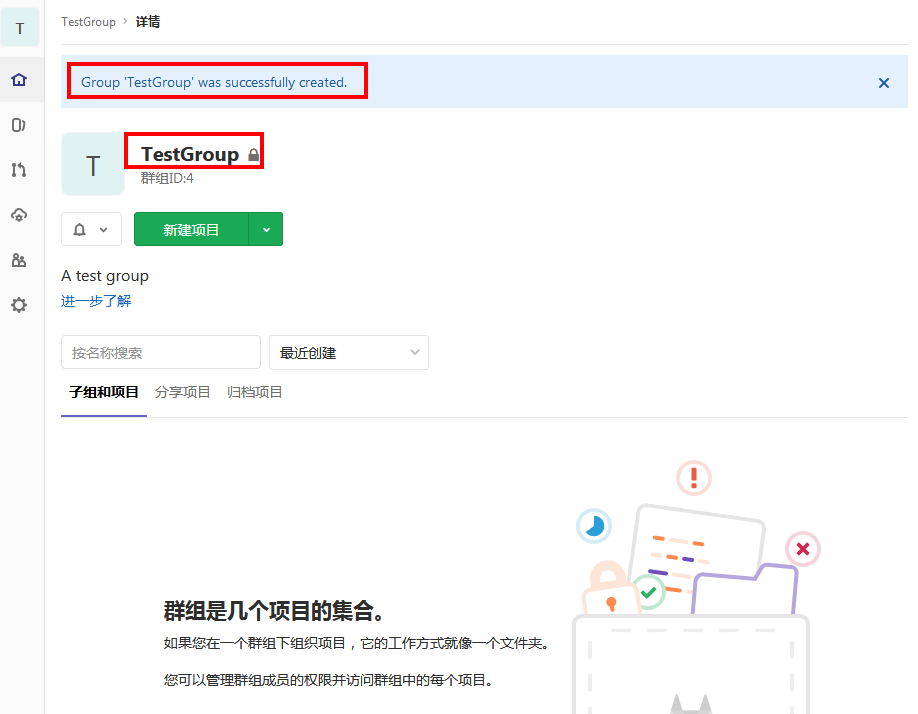 T
TestGroup › 详情
Group 'TestGroup' was successfully created.
T
TestGroup
群组ID:4
新建项目
A test group
进一步了解
按名称搜索
最近创建
子组和项目 分享项目 归档项目
群组是几个项目的集合。
如果您在一个群组下组织项目，它的工作方式就像一个文件夹。
您可以管理群组成员的权限并访问群组中的每个项目。